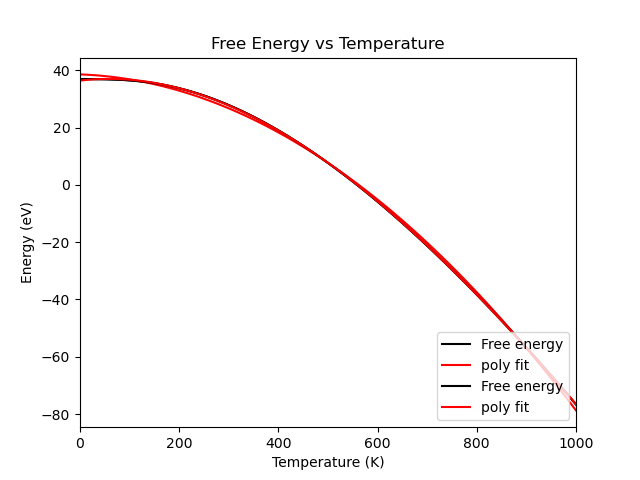 Free Energy vs Temperature
Energy (eV)
40
20
0
−20
−40
−60
−80
Free energy
poly fit
Free energy
poly fit
0 200 400 600 800 1000
Temperature (K)